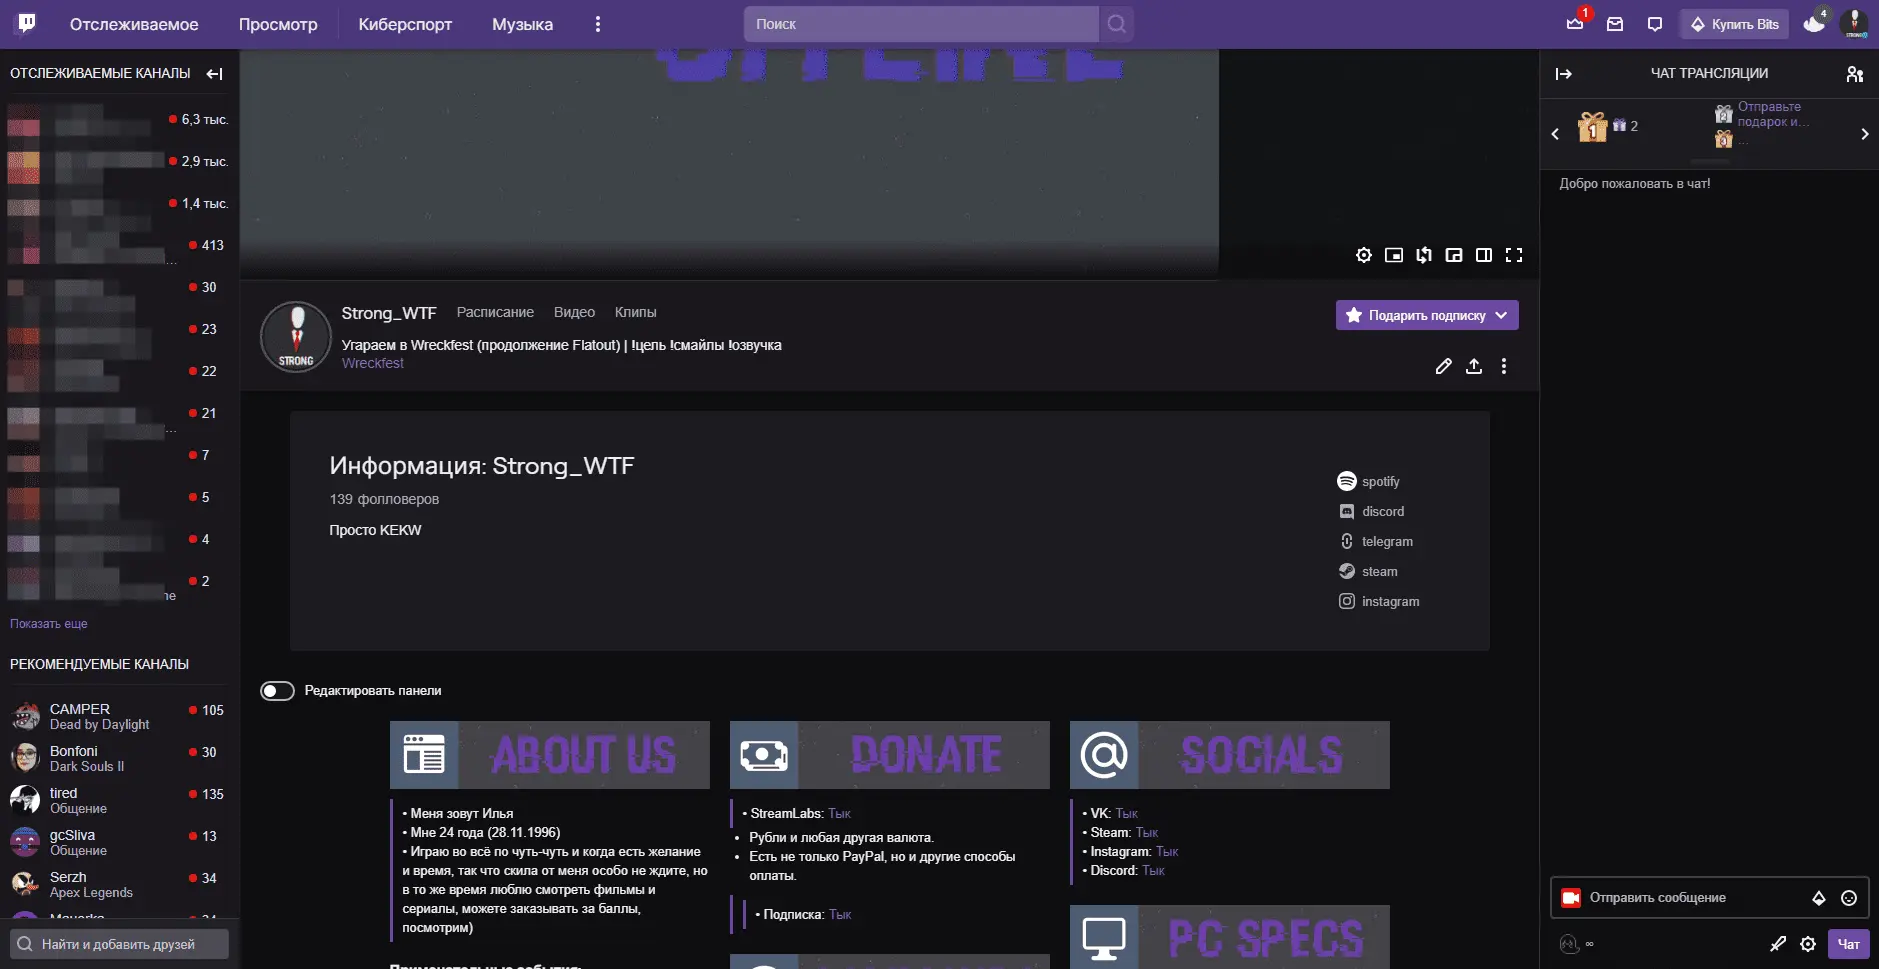 Отслеживаемое
Просмотр
Киберспорт
Музыка
Поиск
1
Купить Bits
4
ОТСЛЕЖИВАЕМЫЕ КАНАЛЫ
6,3 тыс.
2,9 тыс.
1,4 тыс.
413
30
23
22
21
7
5
4
2
Показать еще
РЕКОМЕНДУЕМЫЕ КАНАЛЫ
CAMPER
105
Dead by Daylight
Bonfoni
30
Dark Souls II
tired
135
Общение
gcSliva
13
Общение
Serzh
34
Apex Legends
Найти и добавить друзей
STRONG
Strong_WTF
Расписание
Видео
Клипы
Подарить подписку
Угараем в Wreckfest (продолжение Flatout) | !цель !смайлы !озвучка
Wreckfest
Информация: Strong_WTF
139 фолловеров
Просто KEKW
spotify
discord
telegram
steam
instagram
Редактировать панели
ABOUT US
• Меня зовут Илья
• Мне 24 года (28.11.1996)
• Играю во всё по чуть-чуть и когда есть желание
и время, так что скила от меня особо не ждите, но
в то же время люблю смотреть фильмы и
сериалы, можете заказывать за баллы,
посмотрим)
DONATE
• StreamLabs: Тык
• Рубли и любая другая валюта.
• Есть не только PayPal, но и другие способы
оплаты.
• Подписка: Тык
SOCIALS
• VK: Тык
• Steam: Тык
• Instagram: Тык
• Discord: Тык
PC SPECS
ЧАТ ТРАНСЛЯЦИИ
1
2
Отправьте
подарок и...
...
Добро пожаловать в чат!
Отправить сообщение
∞
Чат